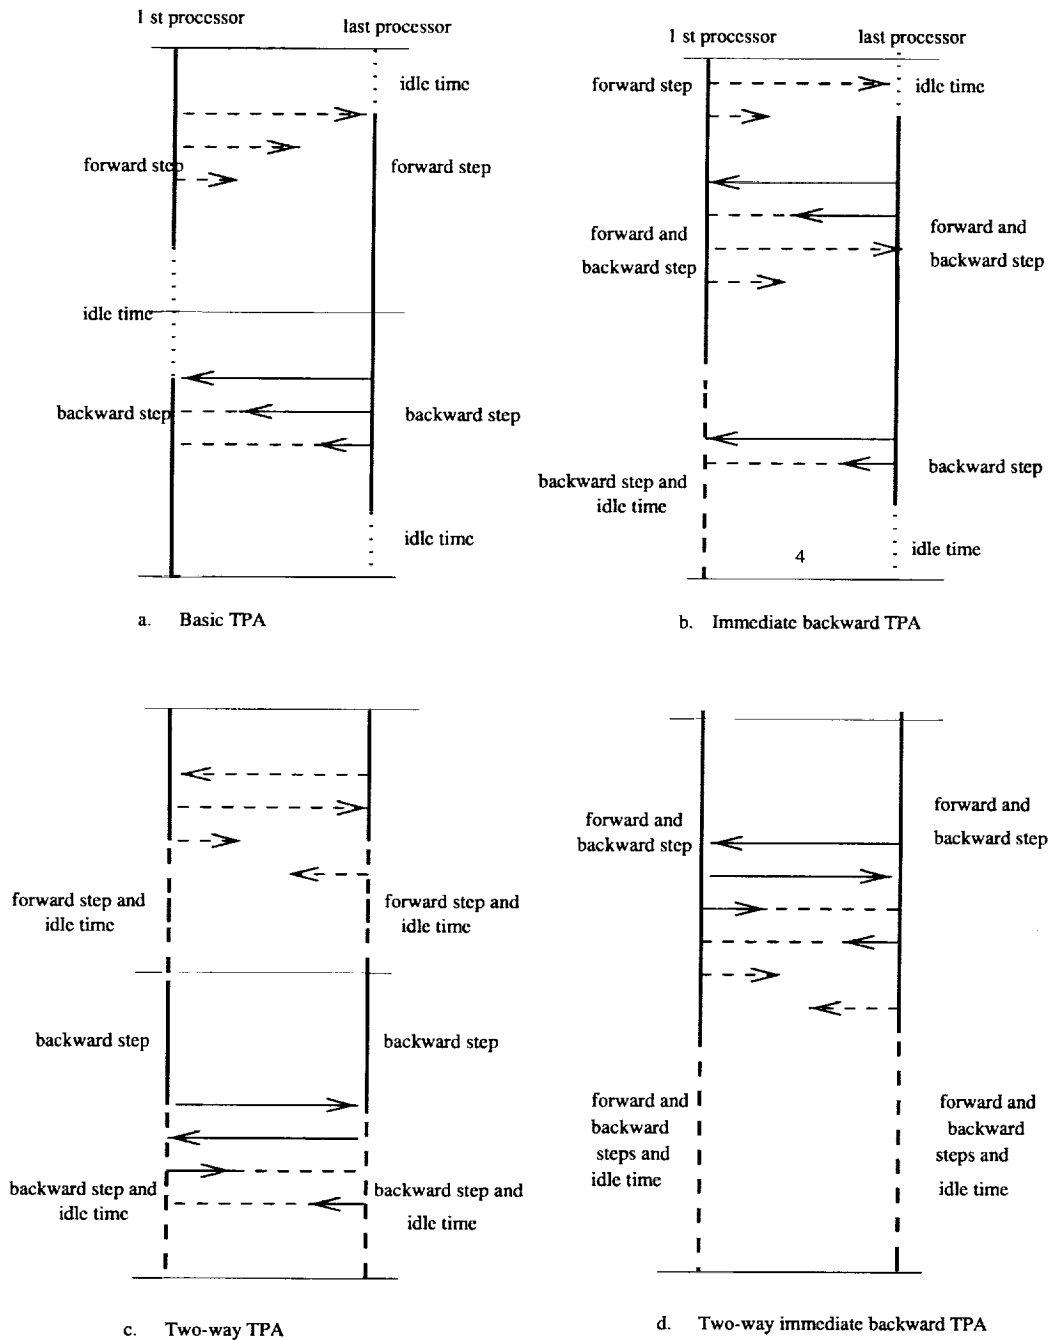 1 st processor
last processor
idle time
forward step
forward step
idle time
backward step
backward step
idle time
a. Basic TPA
1 st processor
last processor
forward step
idle time
forward and
backward step
forward and
backward step
backward step and
idle time
backward step
4
idle time
b. Immediate backward TPA
forward step and
idle time
forward step and
idle time
backward step
backward step
backward step and
idle time
backward step and
idle time
c. Two-way TPA
forward and
backward step
forward and
backward step
forward and
backward
steps and
idle time
forward and
backward
steps and
idle time
d. Two-way immediate backward TPA